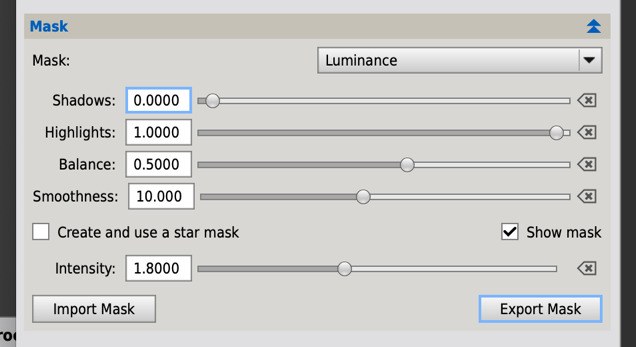 Mask
Mask: Luminance
Shadows: 0.0000
Highlights: 1.0000
Balance: 0.5000
Smoothness: 10.000
Create and use a star mask Show mask
Intensity: 1.8000
Import Mask Export Mask